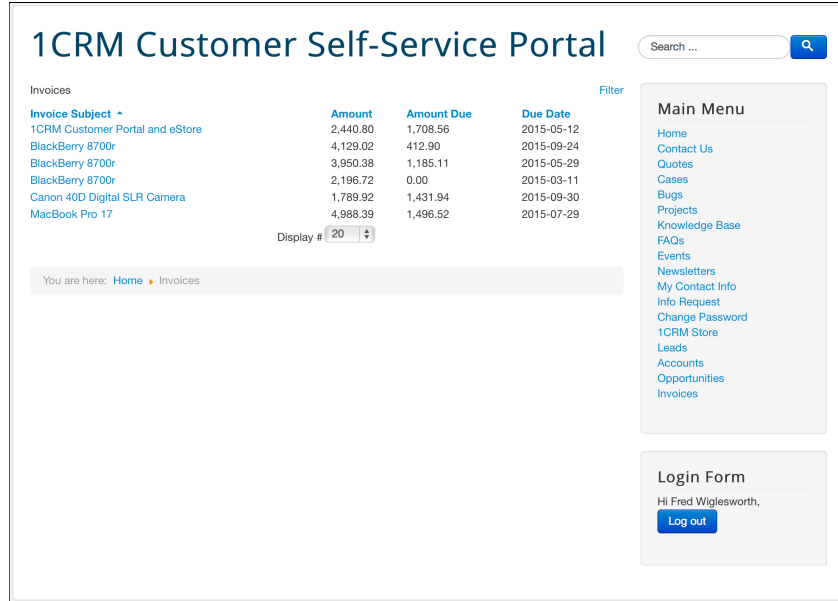 1CRM Customer Self-Service Portal
Search ...
Invoices Filter
Invoice Subject Amount Amount Due Due Date
1CRM Customer Portal and eStore 2,440.80 1,708.56 2015-05-12
BlackBerry 8700r 4,129.02 412.90 2015-09-24
BlackBerry 8700r 3,950.38 1,185.11 2015-05-29
BlackBerry 8700r 2,196.72 0.00 2015-03-11
Canon 40D Digital SLR Camera 1,789.92 1,431.94 2015-09-30
MacBook Pro 17 4,988.39 1,496.52 2015-07-29
Display # 20
You are here: Home Invoices
Main Menu
Home
Contact Us
Quotes
Cases
Bugs
Projects
Knowledge Base
FAQs
Events
Newsletters
My Contact Info
Info Request
Change Password
1CRM Store
Leads
Accounts
Opportunities
Invoices
Login Form
Hi Fred Wiglesworth,
Log out